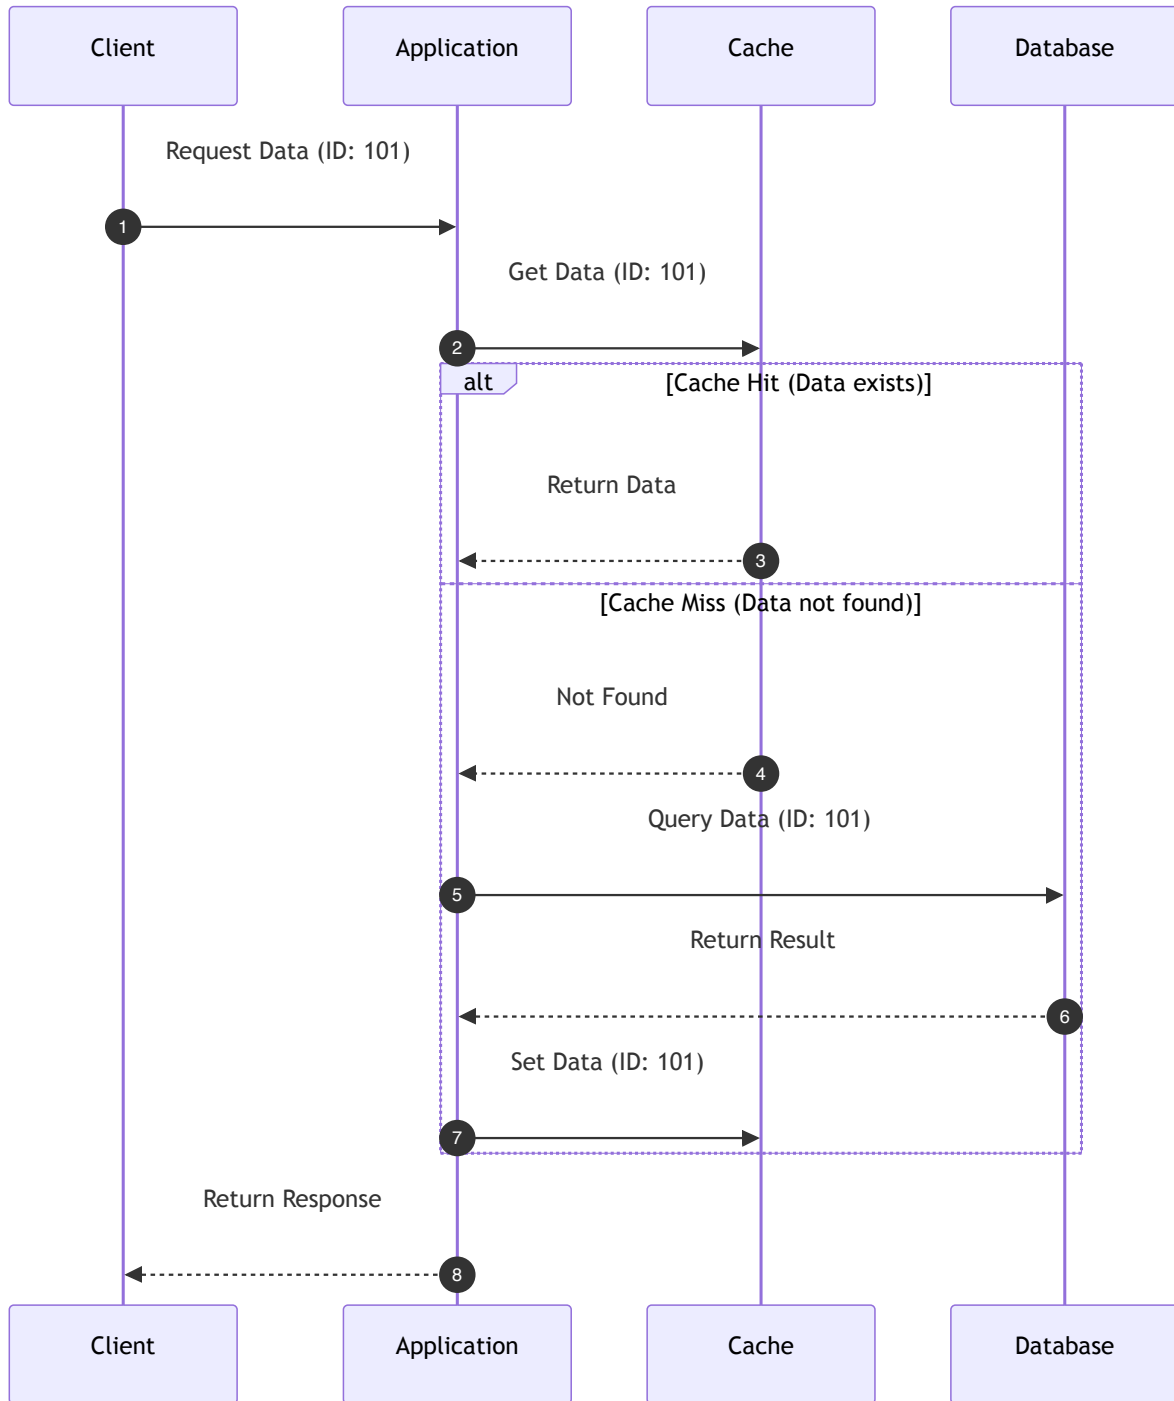 Client
Application
Cache
Database
Request Data (ID: 101)
1
Get Data (ID: 101)
2
alt
[Cache Hit (Data exists)]
Return Data
3
[Cache Miss (Data not found)]
Not Found
4
Query Data (ID: 101)
5
Return Result
6
Set Data (ID: 101)
7
Return Response
8
Client
Application
Cache
Database